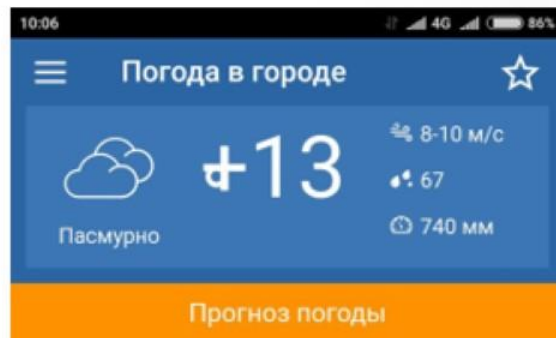 10:06 4G 86%
Погода в городе
+13
8-10 м/с
67
740 мм
Пасмурно
Прогноз погоды